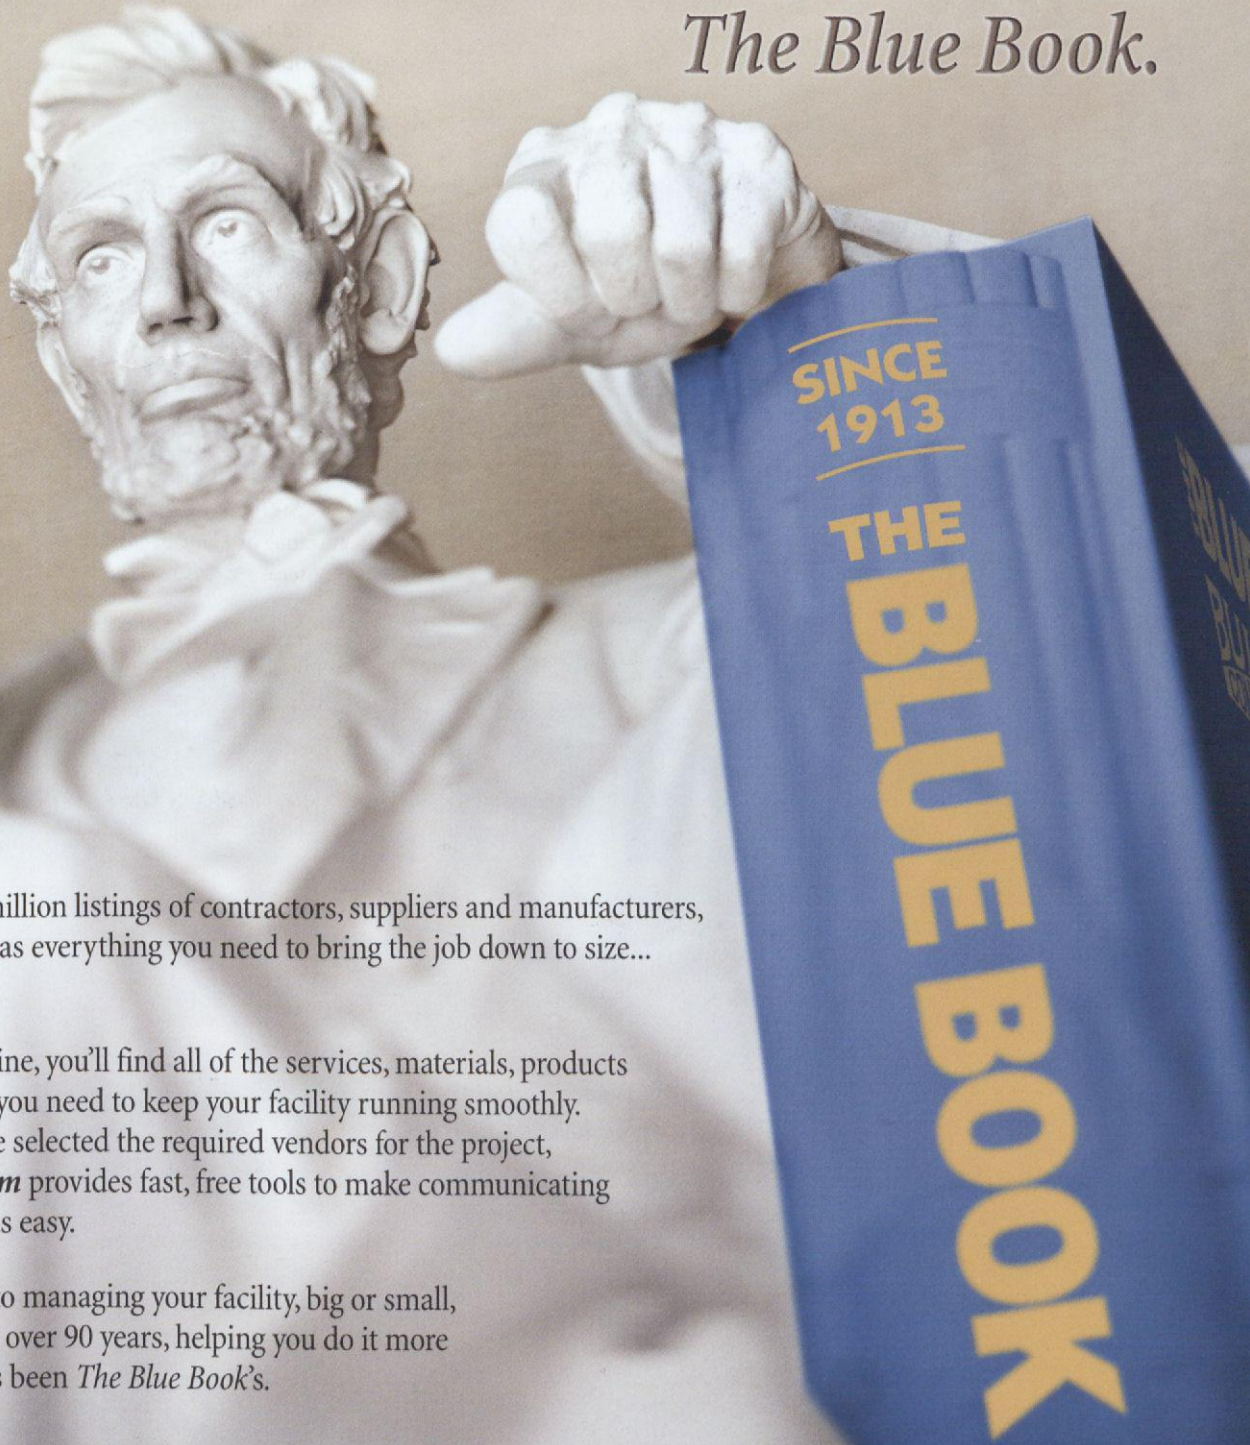 The Blue Book.
SINCE
1913
THE BLUE BOOK
illion listings of contractors, suppliers and manufacturers,
as everything you need to bring the job down to size...
ine, you'll find all of the services, materials, products
you need to keep your facility running smoothly.
e selected the required vendors for the project,
m provides fast, free tools to make communicating
s easy.
o managing your facility, big or small,
over 90 years, helping you do it more
s been The Blue Book's.